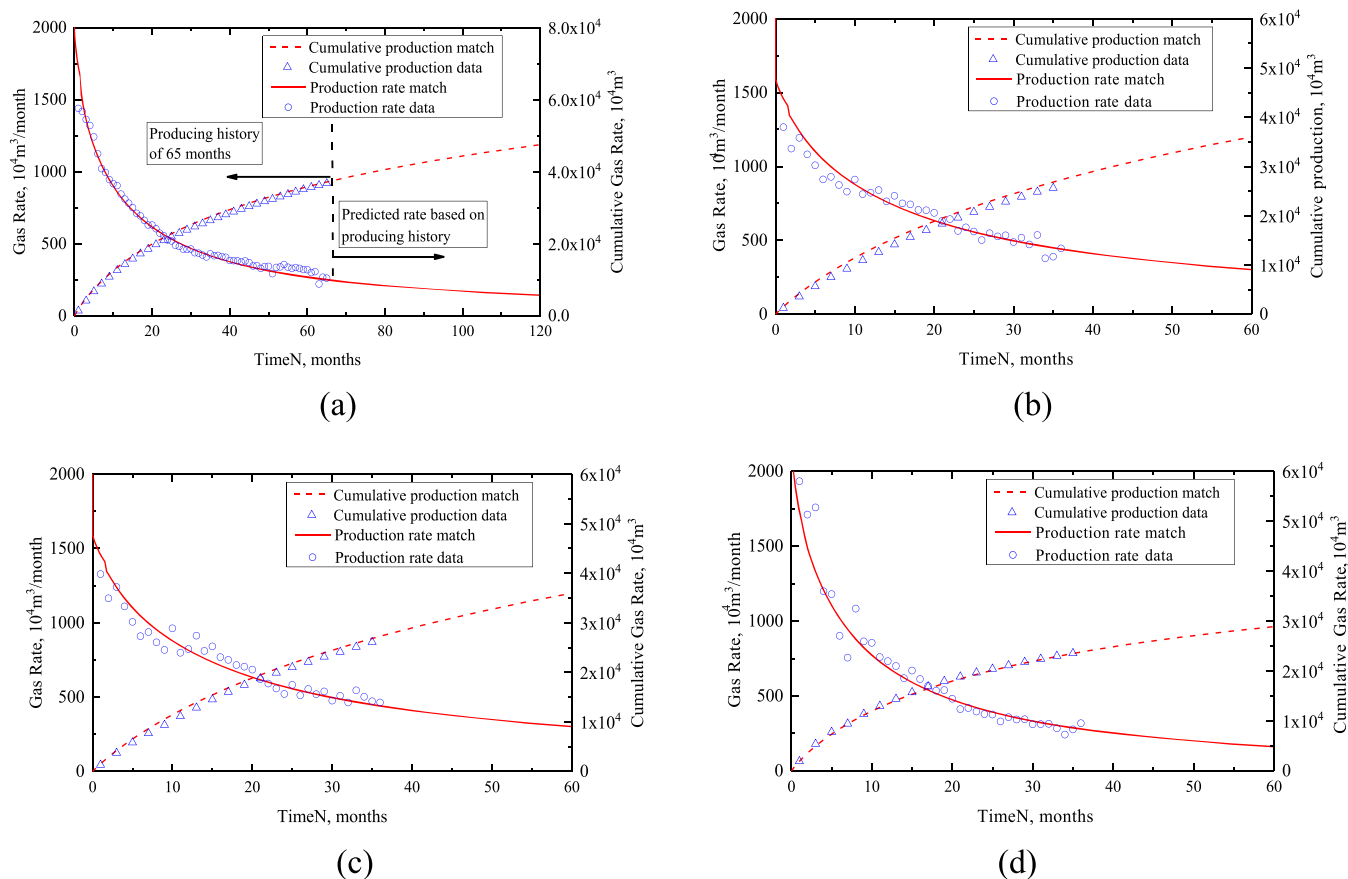 2000
1500
1000
500
0
Gas Rate, 10⁴m³/month
8.0x10⁴
6.0x10⁴
4.0x10⁴
2.0x10⁴
0.0
Cumulative Gas Rate, 10⁴m³
Cumulative production match
Cumulative production data
Production rate match
Production rate data
Producing history
of 65 months
Predicted rate based on
producing history
0 20 40 60 80 100 120
TimeN, months
(a)
2000
1500
1000
500
0
Gas Rate, 10⁴m³/month
6x10⁴
5x10⁴
4x10⁴
3x10⁴
2x10⁴
1x10⁴
0
Cumulative production, 10⁴m³
Cumulative production match
Cumulative production data
Production rate match
Production rate data
0 10 20 30 40 50 60
TimeN, months
(b)
2000
1500
1000
500
0
Gas Rate, 10⁴m³/month
6x10⁴
5x10⁴
4x10⁴
3x10⁴
2x10⁴
1x10⁴
0
Cumulative Gas Rate, 10⁴m³
Cumulative production match
Cumulative production data
Production rate match
Production rate data
0 10 20 30 40 50 60
TimeN, months
(c)
2000
1500
1000
500
0
Gas Rate, 10⁴m³/month
6x10⁴
5x10⁴
4x10⁴
3x10⁴
2x10⁴
1x10⁴
0
Cumulative Gas Rate, 10⁴m³
Cumulative production match
Cumulative production data
Production rate match
Production rate data
0 10 20 30 40 50 60
TimeN, months
(d)